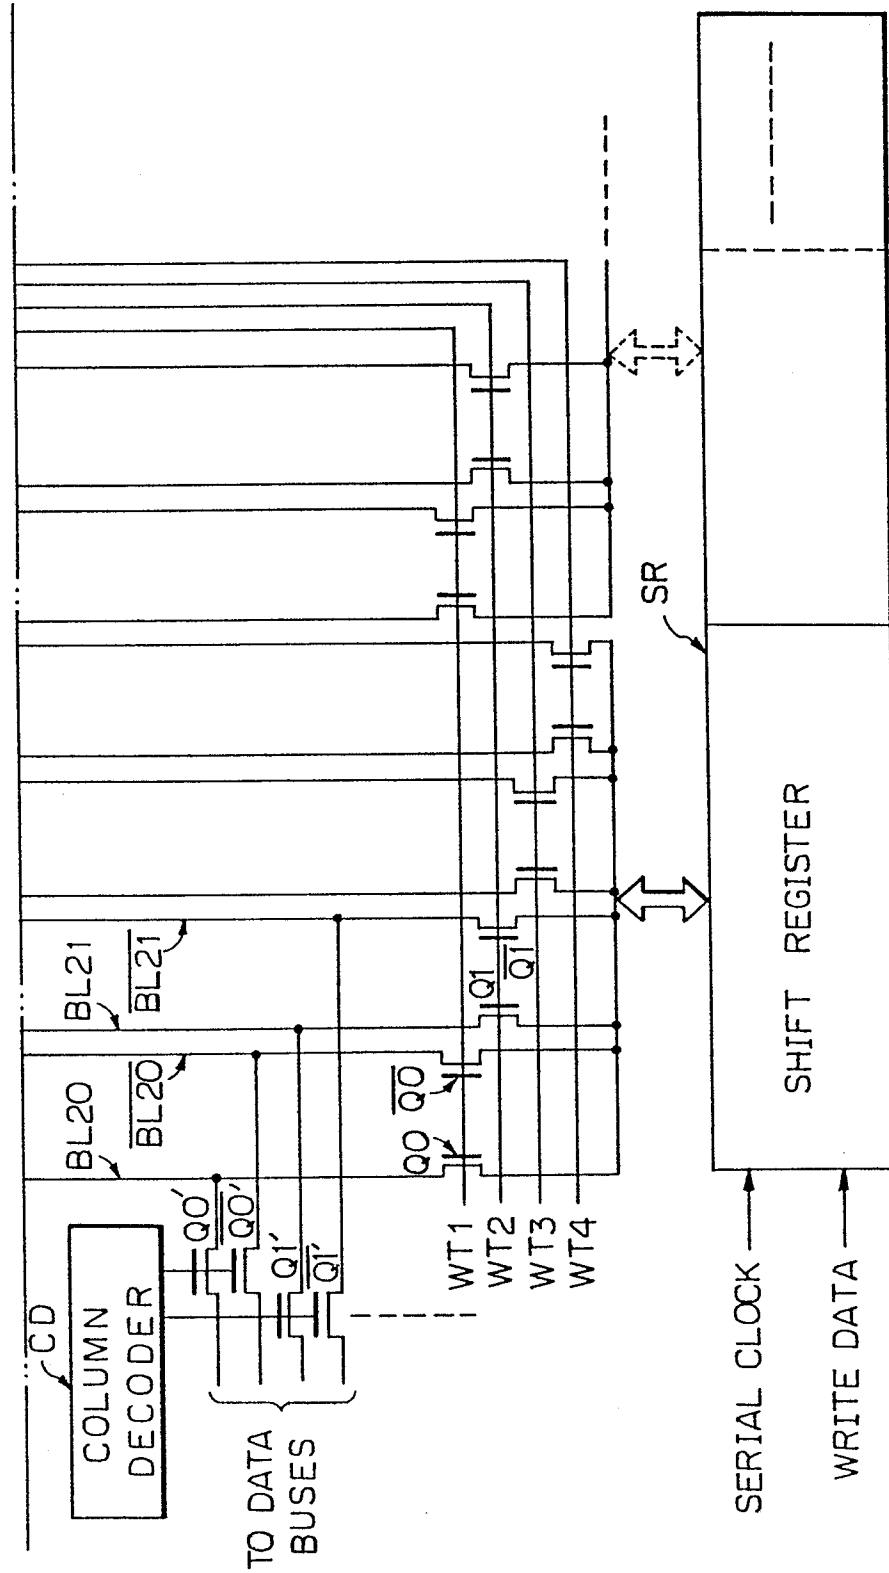 CD
COLUMN
DECODER
TO DATA
BUSES
Q0'
Q0'
Q1'
Q1'
BL20
BL20
BL21
BL21
Q0
Q0
Q1
Q1
WT1
WT2
WT3
WT4
SR
SHIFT REGISTER
SERIAL CLOCK
WRITE DATA